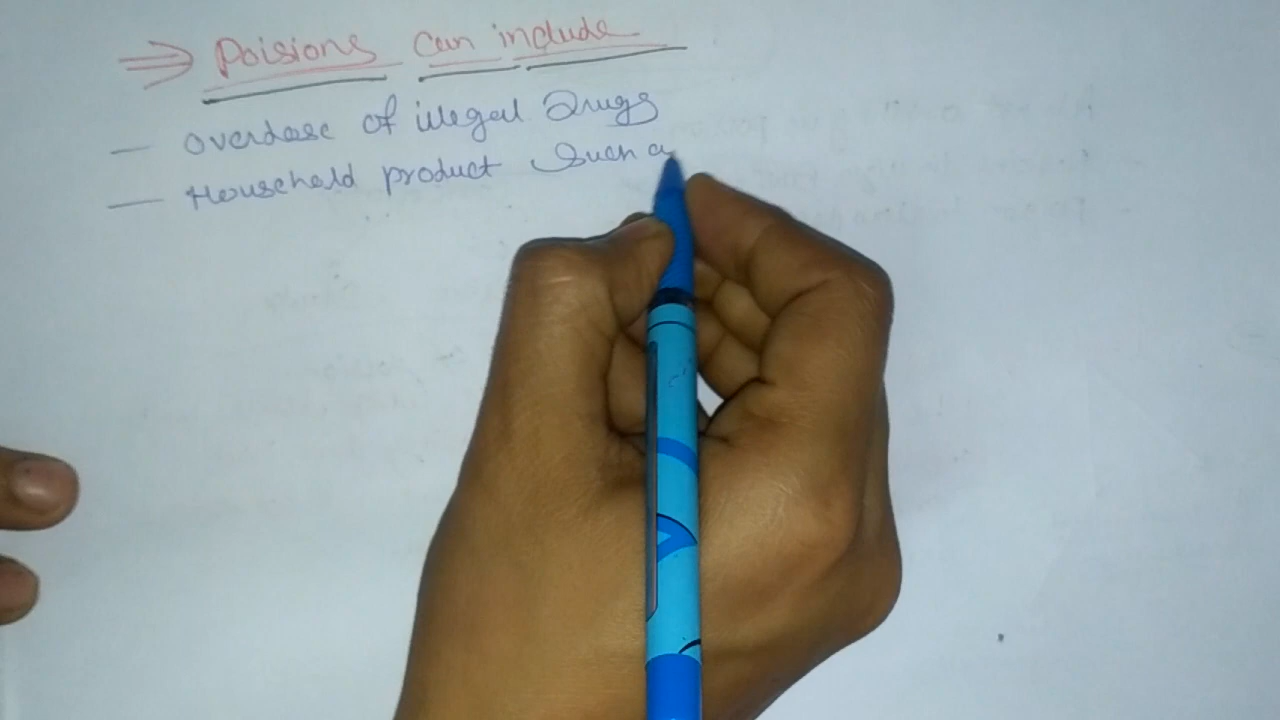 ⇒ Poisions can include
— Overdose of illegal Drugs
— Household product Such a